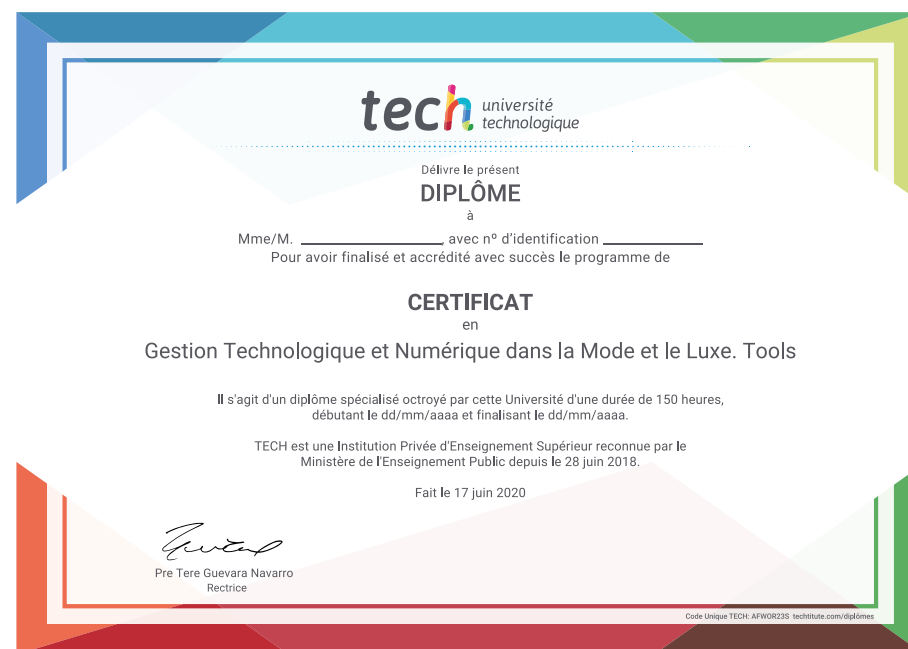 tech université
technologique
Délivre le présent
DIPLÔME
à
Mme/M. ____________________, avec nº d'identification ______________
Pour avoir finalisé et accrédité avec succès le programme de
CERTIFICAT
en
Gestion Technologique et Numérique dans la Mode et le Luxe. Tools
Il s'agit d'un diplôme spécialisé octroyé par cette Université d'une durée de 150 heures,
débutant le dd/mm/aaaa et finalisant le dd/mm/aaaa.
TECH est une Institution Privée d'Enseignement Supérieur reconnue par le
Ministère de l'Enseignement Public depuis le 28 juin 2018.
Fait le 17 juin 2020
Pre Tere Guevara Navarro
Rectrice
Code Unique TECH: AFWOR23S techtitute.com/diplômes